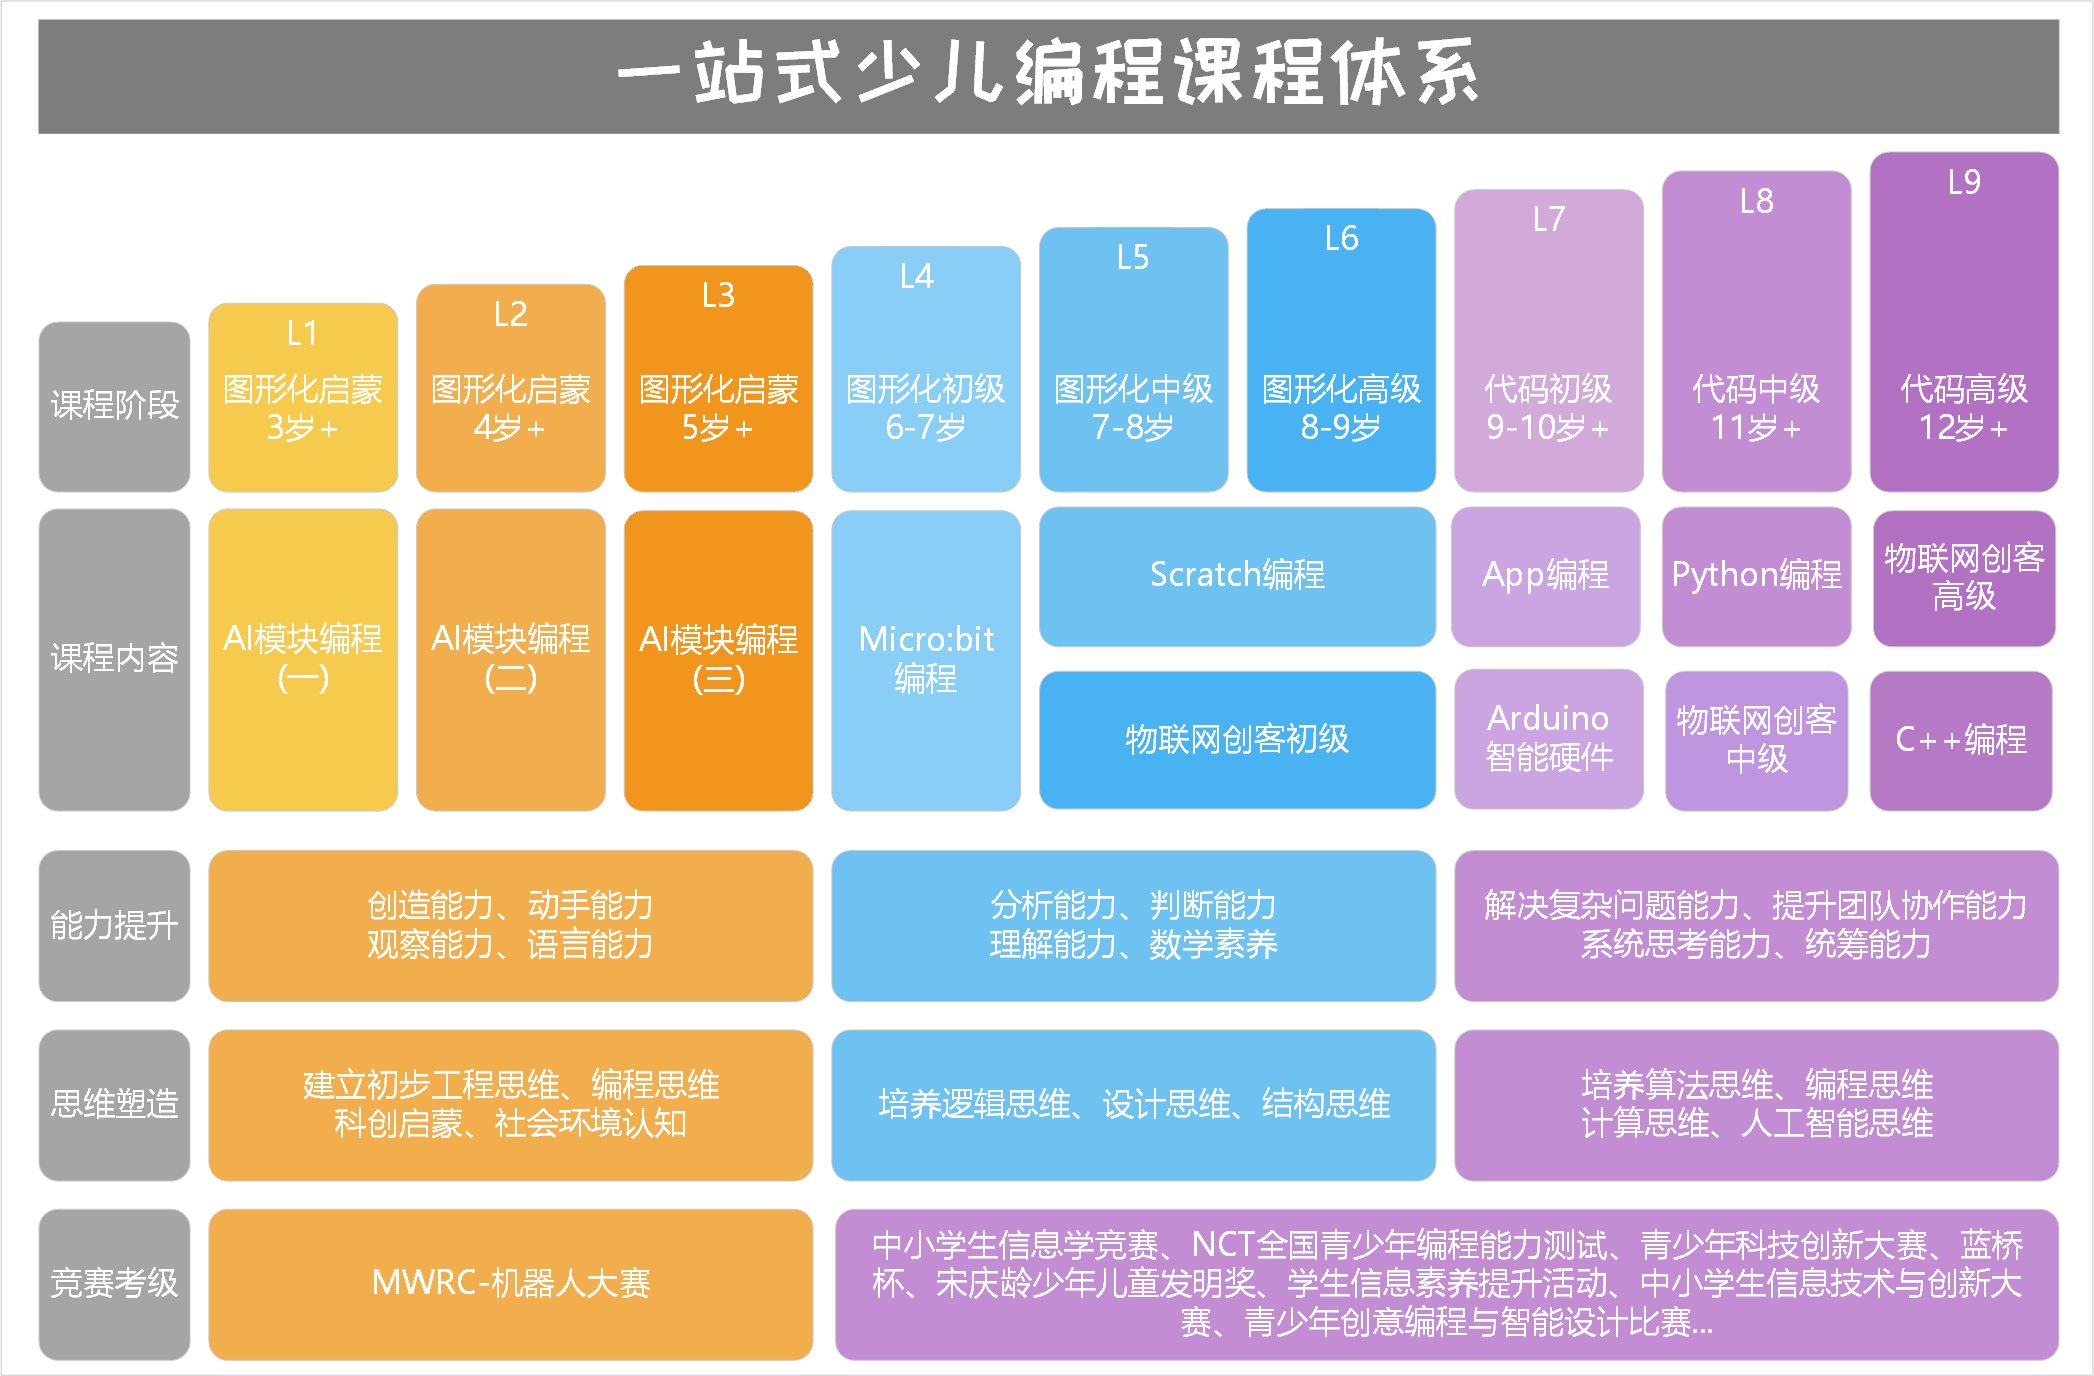 一站式少儿编程课程体系
课程阶段
L1
图形化启蒙
3岁+
L2
图形化启蒙
4岁+
L3
图形化启蒙
5岁+
L4
图形化初级
6-7岁
L5
图形化中级
7-8岁
L6
图形化高级
8-9岁
L7
代码初级
9-10岁+
L8
代码中级
11岁+
L9
代码高级
12岁+
课程内容
AI模块编程
(一)
AI模块编程
(二)
AI模块编程
(三)
Micro:bit
编程
Scratch编程
物联网创客初级
App编程
Arduino
智能硬件
Python编程
物联网创客
中级
物联网创客
高级
C++编程
能力提升
创造能力、动手能力
观察能力、语言能力
分析能力、判断能力
理解能力、数学素养
解决复杂问题能力、提升团队协作能力
系统思考能力、统筹能力
思维塑造
建立初步工程思维、编程思维
科创启蒙、社会环境认知
培养逻辑思维、设计思维、结构思维
培养算法思维、编程思维
计算思维、人工智能思维
竞赛考级
MWRC-机器人大赛
中小学生信息学竞赛、NCT全国青少年编程能力测试、青少年科技创新大赛、蓝桥
杯、宋庆龄少年儿童发明奖、学生信息素养提升活动、中小学生信息技术与创新大
赛、青少年创意编程与智能设计比赛...